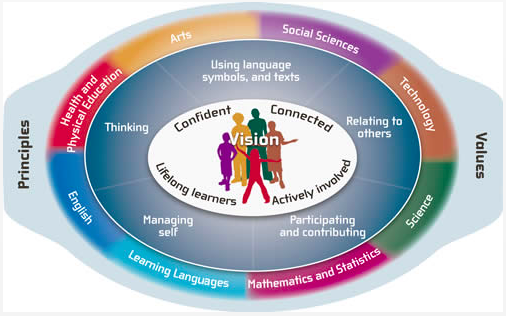 Principles
Values
Arts
Social Sciences
Technology
Science
Mathematics and Statistics
Learning Languages
English
Health and
Physical Education
Using language
symbols, and texts
Relating to
others
Participating
and contributing
Managing
self
Thinking
Confident
Connected
Actively involved
Lifelong learners
Vision